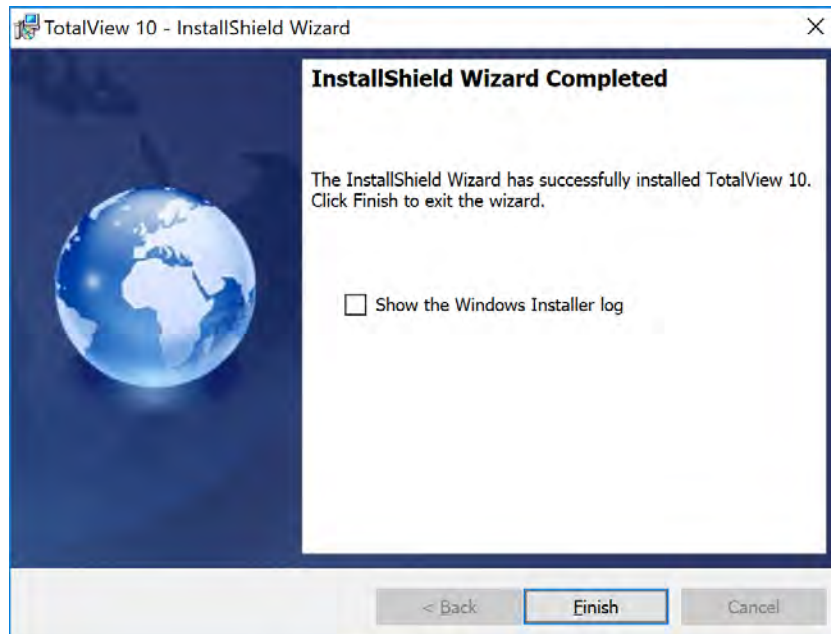 TotalView 10 - InstallShield Wizard
InstallShield Wizard Completed
The InstallShield Wizard has successfully installed TotalView 10.
Click Finish to exit the wizard.
Show the Windows Installer log
< Back Finish Cancel